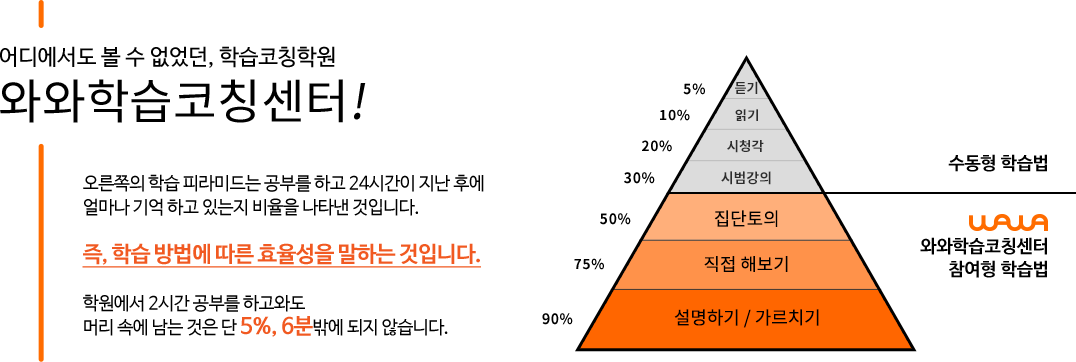 어디에서도 볼 수 없었던, 학습코칭학원
와와학습코칭센터!
오른쪽의 학습 피라미드는 공부를 하고 24시간이 지난 후에
얼마나 기억 하고 있는지 비율을 나타낸 것입니다.
즉, 학습 방법에 따른 효율성을 말하는 것입니다.
학원에서 2시간 공부를 하고와도
머리 속에 남는 것은 단 5%, 6분밖에 되지 않습니다.
5% 듣기
10% 읽기
20% 시청각
30% 시범강의
50% 집단토의
75% 직접 해보기
90% 설명하기 / 가르치기
수동형 학습법
WAWA
와와학습코칭센터
참여형 학습법